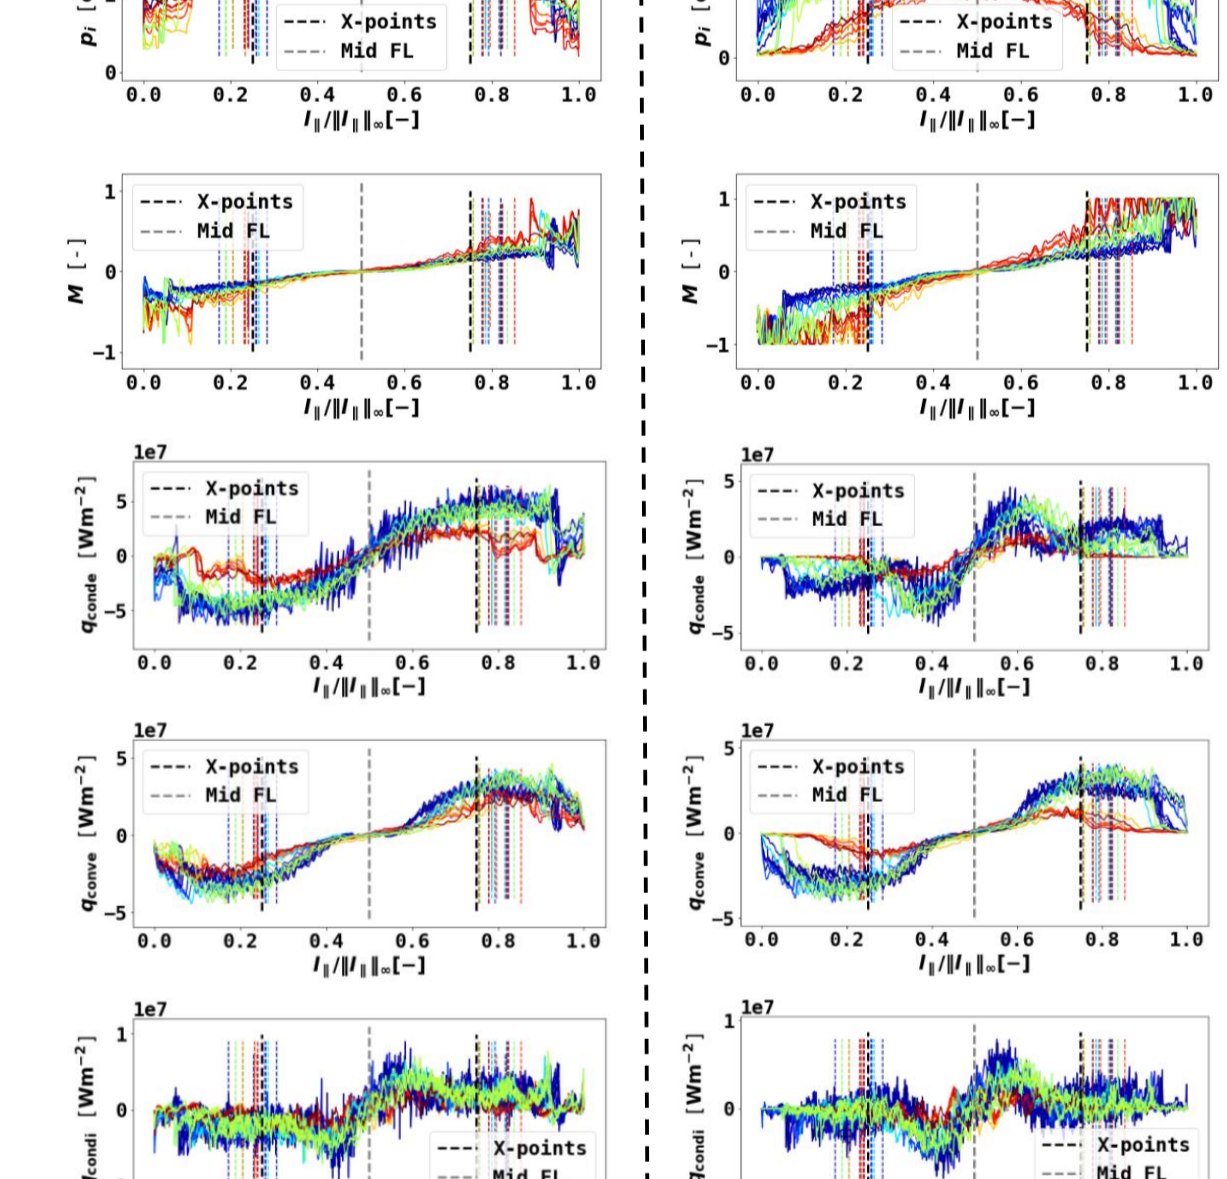 p_i [
0
X-points
Mid FL
0.0 0.2 0.4 0.6 0.8 1.0
l_∥/‖l_∥‖_∞[−]
p_i [
0
X-points
Mid FL
0.0 0.2 0.4 0.6 0.8 1.0
l_∥/‖l_∥‖_∞[−]
M [-]
1
0
−1
X-points
Mid FL
0.0 0.2 0.4 0.6 0.8 1.0
l_∥/‖l_∥‖_∞[−]
M [-]
1
0
−1
X-points
Mid FL
0.0 0.2 0.4 0.6 0.8 1.0
l_∥/‖l_∥‖_∞[−]
1e7
q_conde [Wm⁻²]
5
0
−5
X-points
Mid FL
0.0 0.2 0.4 0.6 0.8 1.0
l_∥/‖l_∥‖_∞[−]
1e7
q_conde [Wm⁻²]
5
0
−5
X-points
Mid FL
0.0 0.2 0.4 0.6 0.8 1.0
l_∥/‖l_∥‖_∞[−]
1e7
q_conve [Wm⁻²]
5
0
−5
X-points
Mid FL
0.0 0.2 0.4 0.6 0.8 1.0
l_∥/‖l_∥‖_∞[−]
1e7
q_conve [Wm⁻²]
5
0
−5
X-points
Mid FL
0.0 0.2 0.4 0.6 0.8 1.0
l_∥/‖l_∥‖_∞[−]
1e7
q_condi [Wm⁻²]
1
0
X-points
Mid FL
1e7
q_condi [Wm⁻²]
1
0
X-points
Mid FL